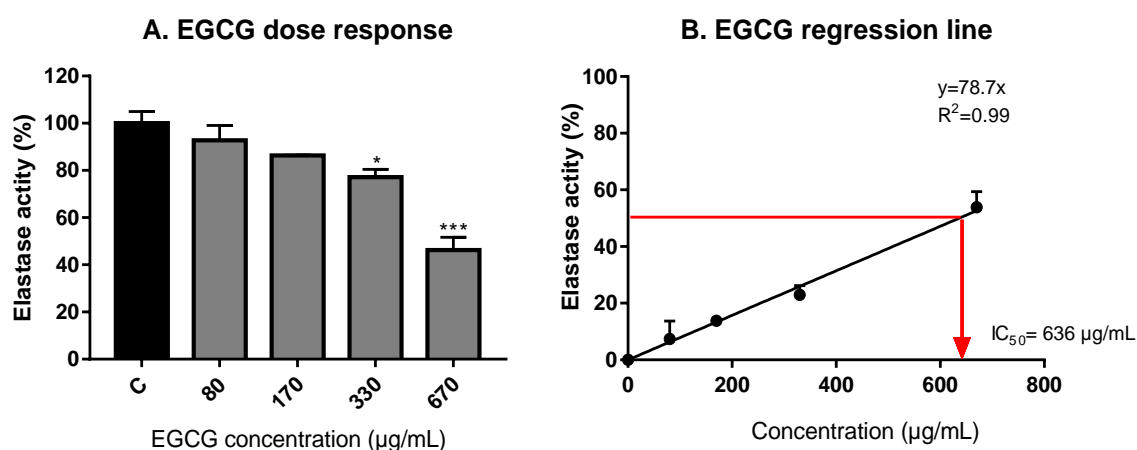 A. EGCG dose response
Elastase actity (%)
120
100
80
60
40
20
0
*
***
C
80
170
330
670
EGCG concentration (µg/mL)
B. EGCG regression line
Elastase actity (%)
100
80
60
40
20
0
y=78.7x
R²=0.99
IC₅₀= 636 µg/mL
0
200
400
600
800
Concentration (µg/mL)